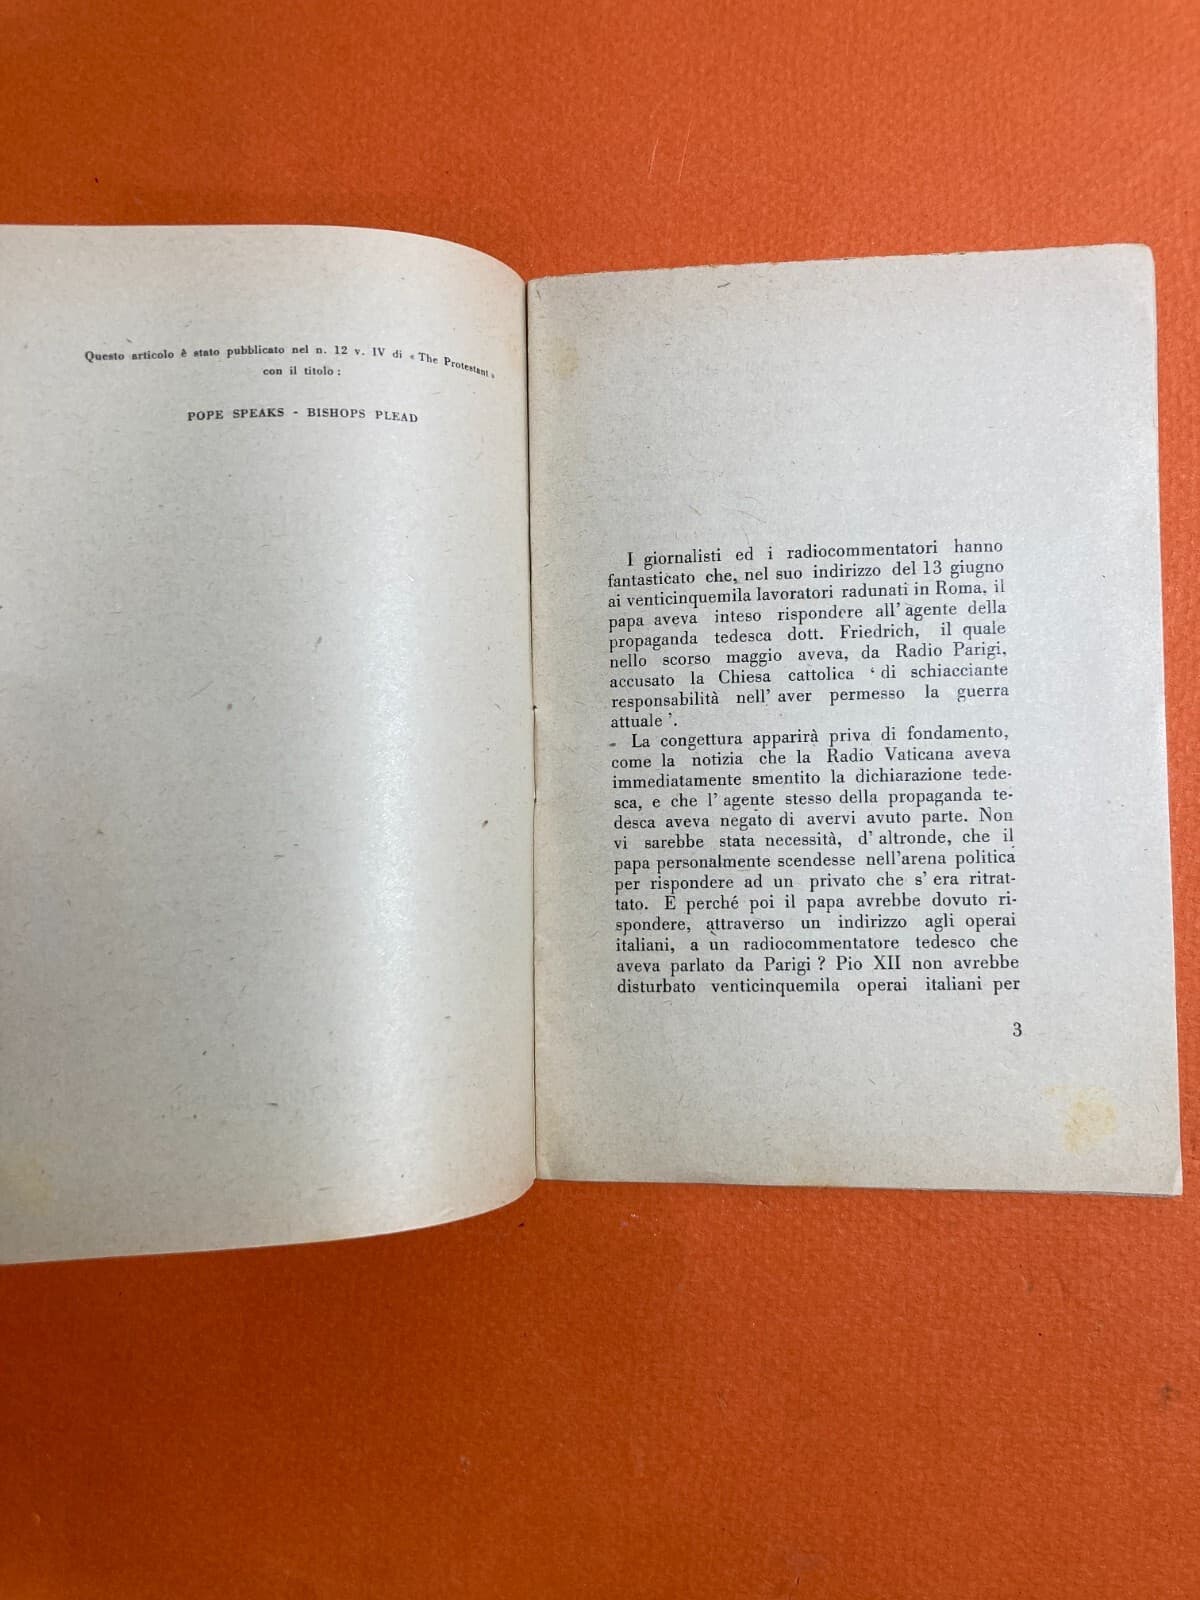 Questo articolo è stato pubblicato nel n. 12 v. IV di « The Protestant »
con il titolo :
POPE SPEAKS - BISHOPS PLEAD
I giornalisti ed i radiocommentatori hanno
fantasticato che, nel suo indirizzo del 13 giugno
ai venticinquemila lavoratori radunati in Roma, il
papa aveva inteso rispondere all' agente della
propaganda tedesca dott. Friedrich, il quale
nello scorso maggio aveva, da Radio Parigi,
accusato la Chiesa cattolica ‘ di schiacciante
responsabilità nell' aver permesso la guerra
attuale ’.
La congettura apparirà priva di fondamento,
come la notizia che la Radio Vaticana aveva
immediatamente smentito la dichiarazione tede-
sca, e che l' agente stesso della propaganda te-
desca aveva negato di avervi avuto parte. Non
vi sarebbe stata necessità, d' altronde, che il
papa personalmente scendesse nell'arena politica
per rispondere ad un privato che s' era ritrat-
tato. E perché poi il papa avrebbe dovuto ri-
spondere, attraverso un indirizzo agli operai
italiani, a un radiocommentatore tedesco che
aveva parlato da Parigi ? Pio XII non avrebbe
disturbato venticinquemila operai italiani per
3